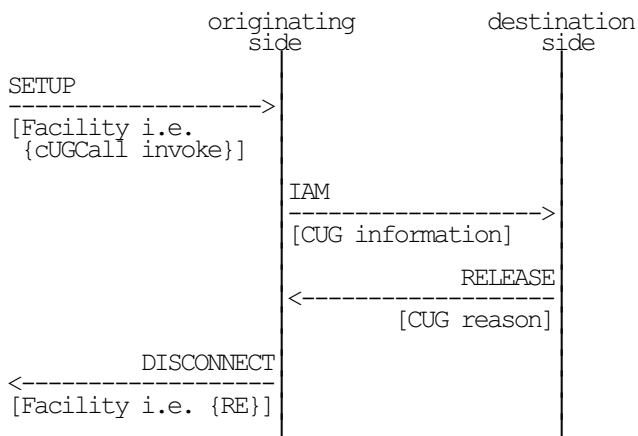 originating side
destination side
SETUP
-------------------->
[Facility i.e.
{cUGCall invoke}]
IAM
-------------------->
[CUG information]
RELEASE
<--------------------
[CUG reason]
DISCONNECT
<--------------------
[Facility i.e. {RE}]